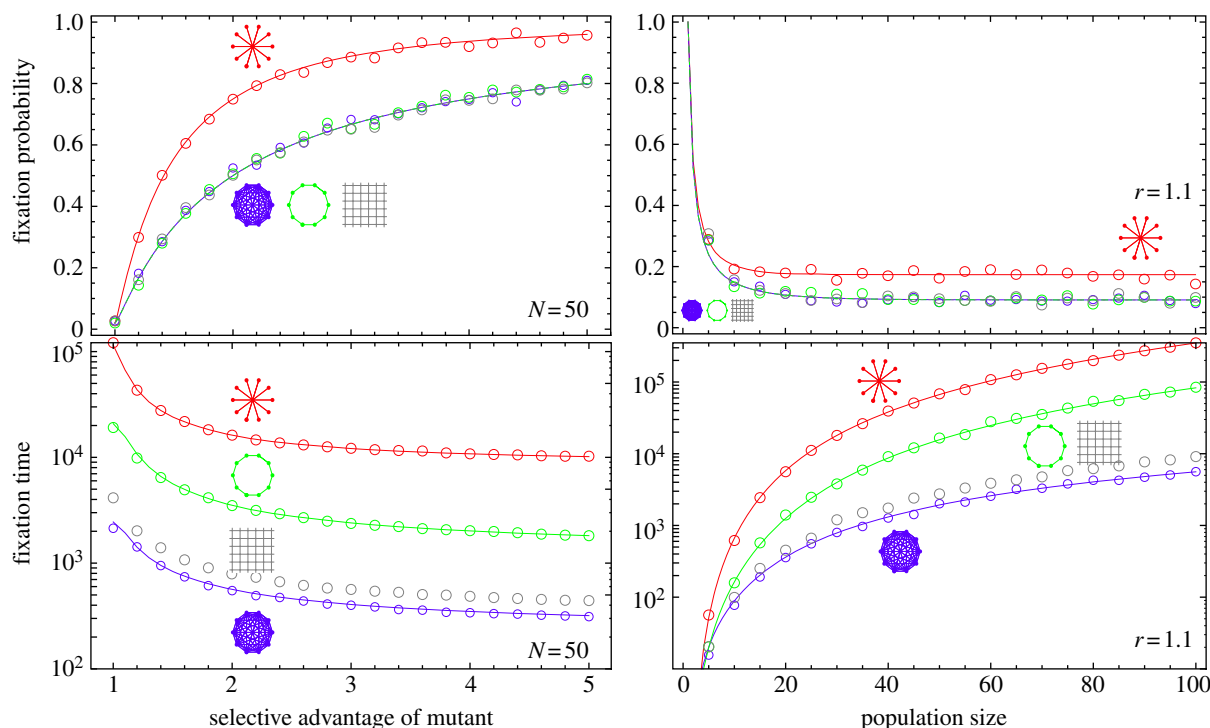 1.0
0.8
0.6
0.4
0.2
0
fixation probability
N = 50
1.0
0.8
0.6
0.4
0.2
0
r = 1.1
10^5
10^4
10^3
10^2
fixation time
N = 50
1 2 3 4 5
selective advantage of mutant
10^5
10^4
10^3
10^2
r = 1.1
0 20 40 60 80 100
population size